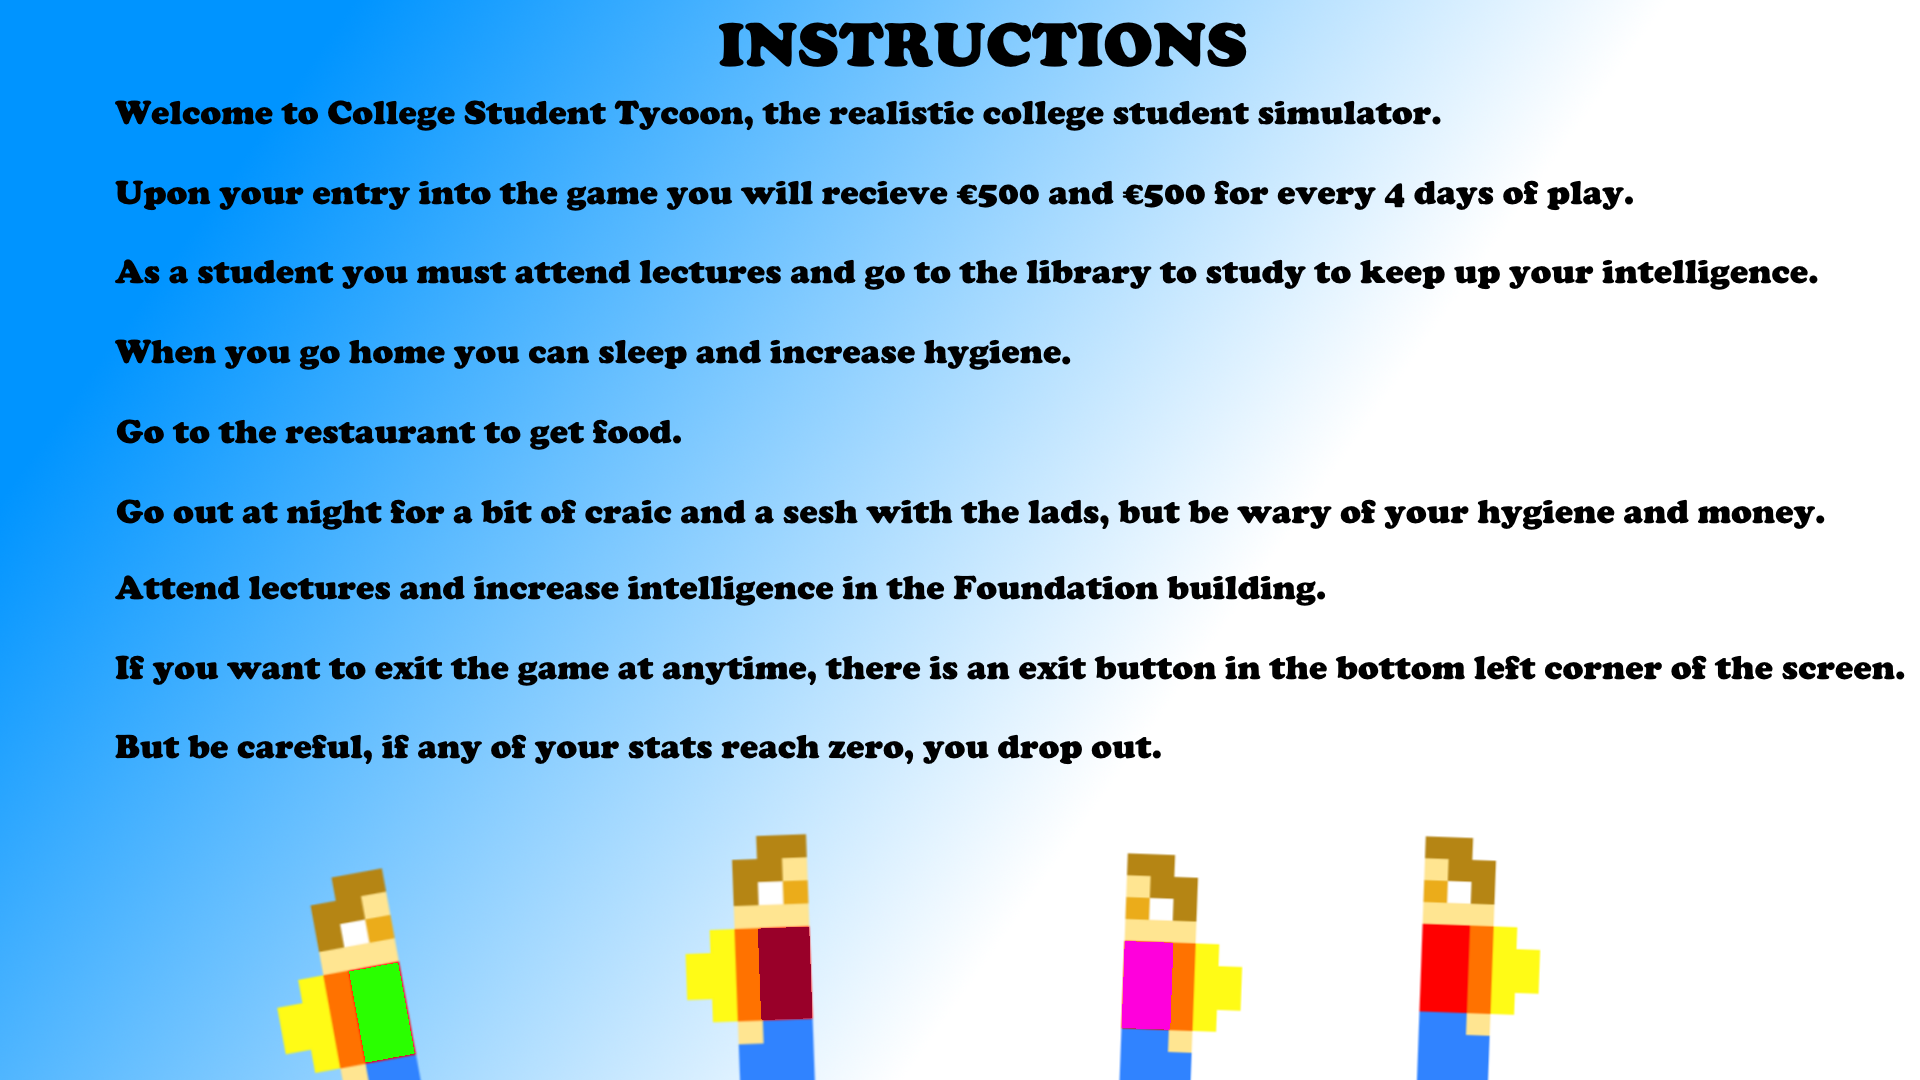 INSTRUCTIONS
Welcome to College Student Tycoon, the realistic college student simulator.
Upon your entry into the game you will recieve €500 and €500 for every 4 days of play.
As a student you must attend lectures and go to the library to study to keep up your intelligence.
When you go home you can sleep and increase hygiene.
Go to the restaurant to get food.
Go out at night for a bit of craic and a sesh with the lads, but be wary of your hygiene and money.
Attend lectures and increase intelligence in the Foundation building.
If you want to exit the game at anytime, there is an exit button in the bottom left corner of the screen.
But be careful, if any of your stats reach zero, you drop out.